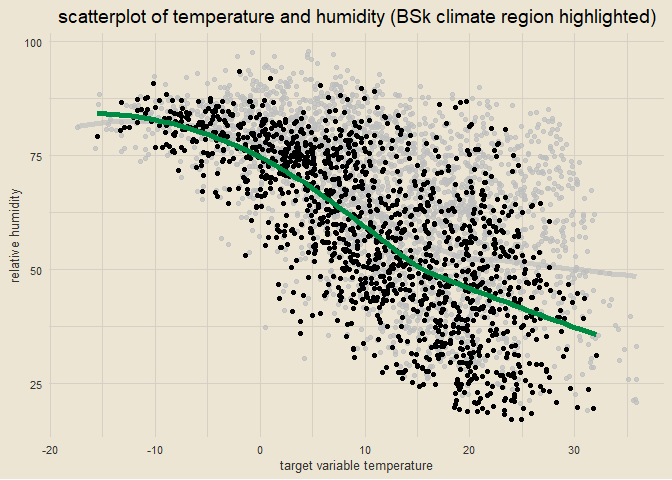 scatterplot of temperature and humidity (BSk climate region highlighted)
100
75
50
25
relative humidity
-20 -10 0 10 20 30
target variable temperature